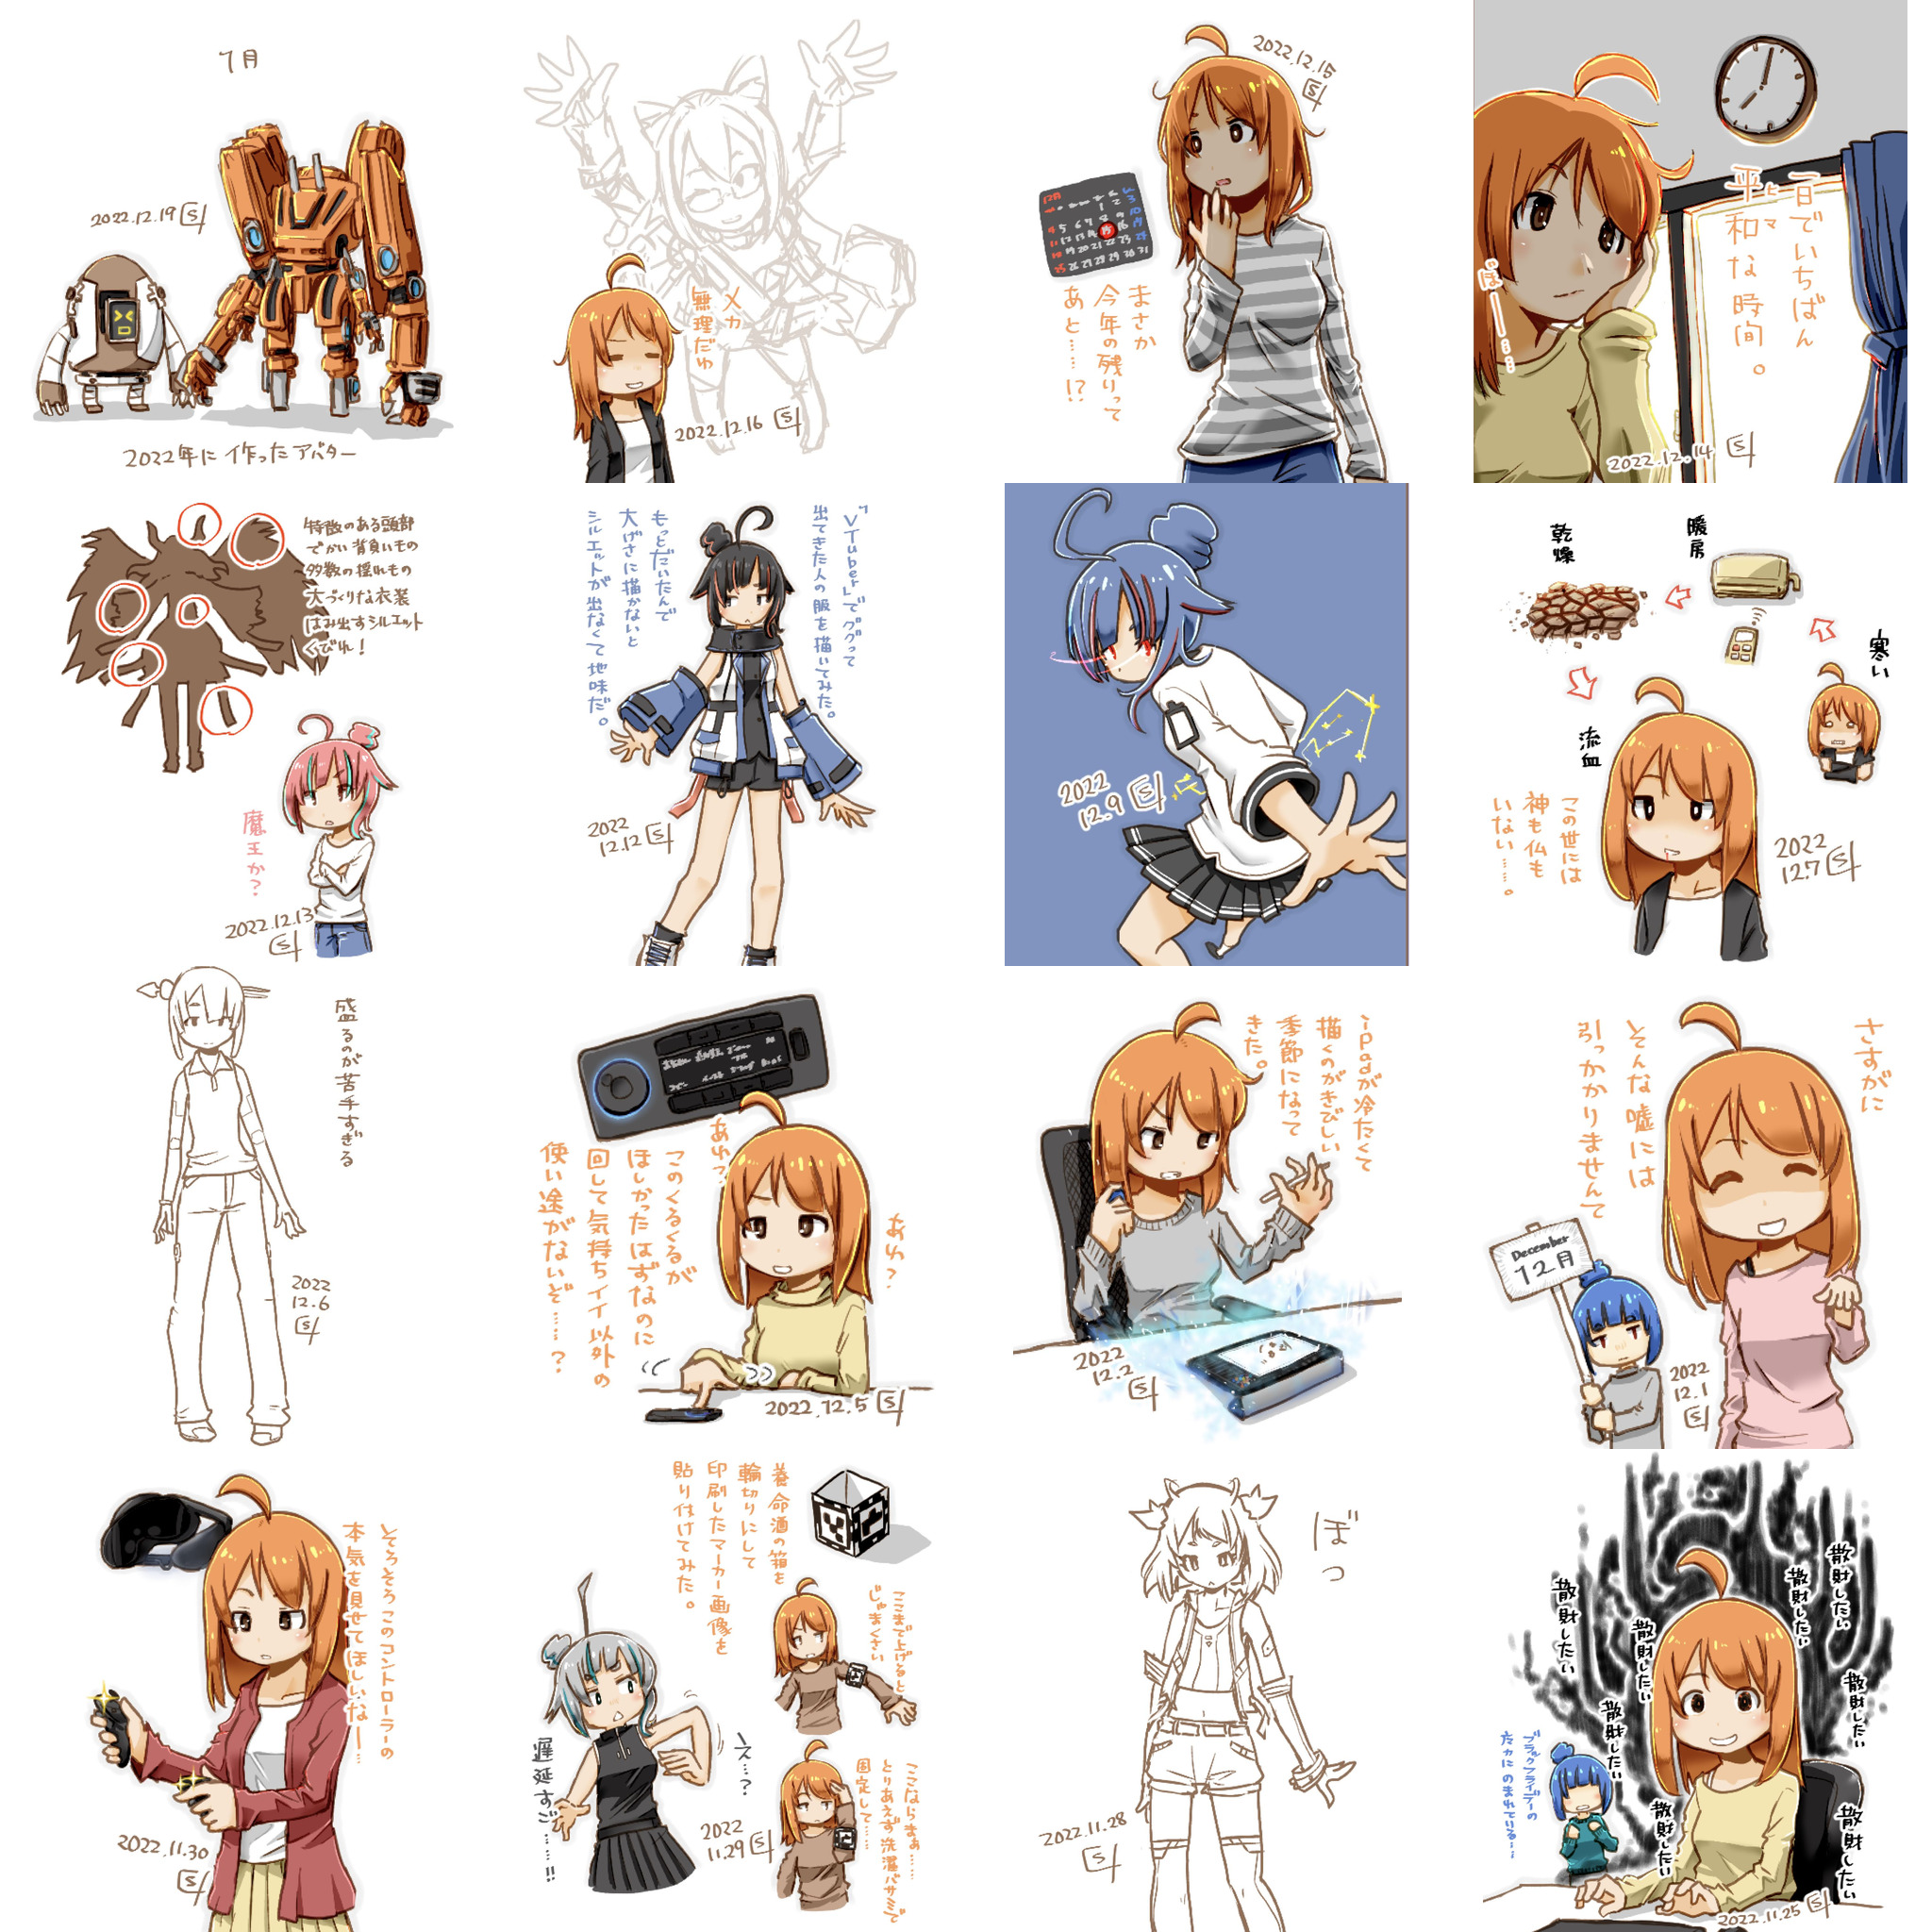 7月
2022.12.19
2022年に作ったアバター
メカ
無理だわ
2022.12.16
2022.12.15
まさか
今年の残りって
あと……!?
一日でいちばん
平和な時間。
ヒマ
ぼーーー……
2022.12.14
特徴のある頭部
でかい背負いもの
多数の揺れもの
大づくりな衣装
はみ出すシルエット
くびれ!
魔王か?
2022.12.13
「VTuber」でググって
出てきた人の服を描いてみた。
もっとだいたんで
大げさに描かないと
シルエットが出なくて地味だ。
2022
12.12
2022
12.9
寒い
暖房
乾燥
流血
この世には
神も仏も
いない……。
2022
12.7
盛るのが苦手すぎる
2022
12.6
あれ?
あれ?
このくるくるが
ほしかったはずなのに
回して気持ちイイ以外の
使い途がないぞ……?
2022.12.5
iPadが冷たくて
描くのがきびしい
季節になって
きた。
2022
12.2
さすがに
そんな嘘には
引っかかりませんて
December
12月
2022
12.1
そろそろこのコントローラーの
本気を見せてほしいなー…
2022.11.30
養命酒の箱を
輪切りにして
印刷したマーカー画像を
貼り付けてみた。
ここまで上げると
じゃまくさい
ここならまぁ……
とりあえず洗濯バサミで
固定して……
え…?
遅延すご……!!
2022
11.29
ぼつ
2022.11.28
散財したい
散財したい
散財したい
散財したい
散財したい
散財したい
散財したい
散財したい
ブラックフライデーの
たたかにのまれている…
2022.11.25